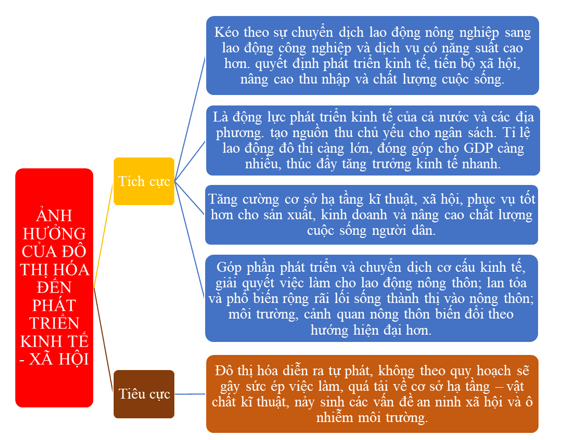 ẢNH
HƯỞNG
CỦA ĐÔ
THỊ HÓA
ĐẾN
PHÁT
TRIỂN
KINH TẾ
- XÃ HỘI
Tích cực
Kéo theo sự chuyển dịch lao động nông nghiệp sang
lao động công nghiệp và dịch vụ có năng suất cao
hơn. quyết định phát triển kinh tế, tiến bộ xã hội,
nâng cao thu nhập và chất lượng cuộc sống.
Là động lực phát triển kinh tế của cả nước và các địa
phương. tạo nguồn thu chủ yếu cho ngân sách. Tỉ lệ
lao động đô thị càng lớn, đóng góp cho GDP càng
nhiều, thúc đẩy tăng trưởng kinh tế nhanh.
Tăng cường cơ sở hạ tầng kĩ thuật, xã hội, phục vụ tốt
hơn cho sản xuất, kinh doanh và nâng cao chất lượng
cuộc sống người dân.
Góp phần phát triển và chuyển dịch cơ cấu kinh tế,
giải quyết việc làm cho lao động nông thôn; lan tỏa
và phổ biến rộng rãi lối sống thành thị vào nông thôn;
môi trường, cảnh quan nông thôn biến đổi theo
hướng hiện đại hơn.
Tiêu cực
Đô thị hóa diễn ra tự phát, không theo quy hoạch sẽ
gây sức ép việc làm, quá tải về cơ sở hạ tầng – vật
chất kĩ thuật, nảy sinh các vấn đề an ninh xã hội và ô
nhiễm môi trường.